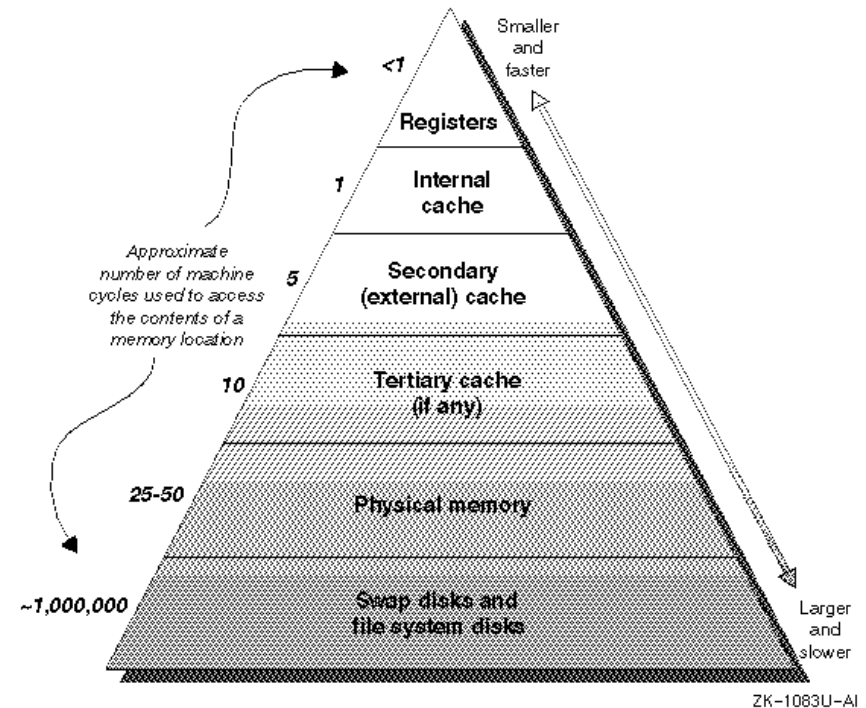 Smaller
and
faster
<1
Registers
1
Internal
cache
Approximate
number of machine
cycles used to access
the contents of a
memory location
5
Secondary
(external) cache
10
Tertiary cache
(if any)
25-50
Physical memory
~1,000,000
Swap disks and
file system disks
Larger
and
slower
ZK-1083U-AI